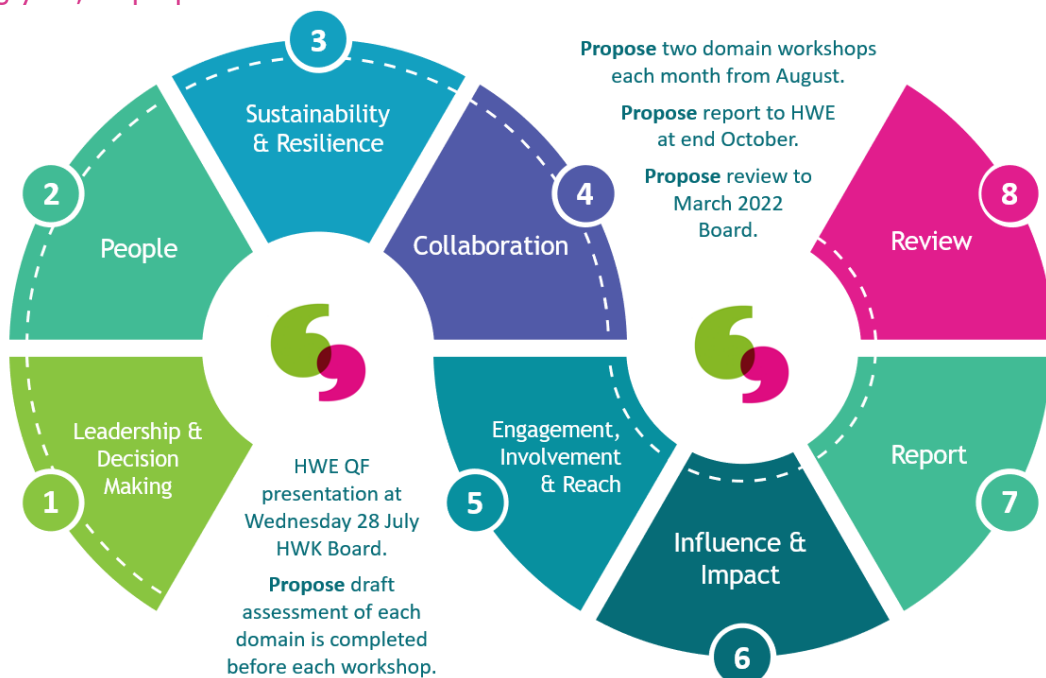 1
Leadership &
Decision
Making
2
People
3
Sustainability
& Resilience
4
Collaboration
HWE QF
presentation at
Wednesday 28 July
HWK Board.
Propose draft
assessment of each
domain is completed
before each workshop.
5
Engagement,
Involvement
& Reach
6
Influence &
Impact
7
Report
8
Review
Propose two domain workshops
each month from August.
Propose report to HWE
at end October.
Propose review to
March 2022
Board.